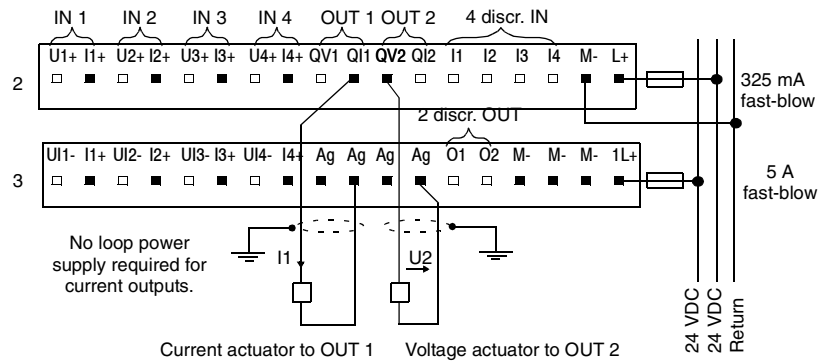 IN 1 IN 2 IN 3 IN 4 OUT 1 OUT 2 4 discr. IN
U1+ I1+ U2+ I2+ U3+ I3+ U4+ I4+ QV1 QI1 QV2 QI2 I1 I2 I3 I4 M- L+
2
325 mA
fast-blow
2 discr. OUT
UI1- I1+ UI2- I2+ UI3- I3+ UI4- I4+ Ag Ag Ag Ag O1 O2 M- M- M- 1L+
3
5 A
fast-blow
No loop power
supply required for
current outputs.
I1
U2
24 VDC
24 VDC
Return
Current actuator to OUT 1 Voltage actuator to OUT 2